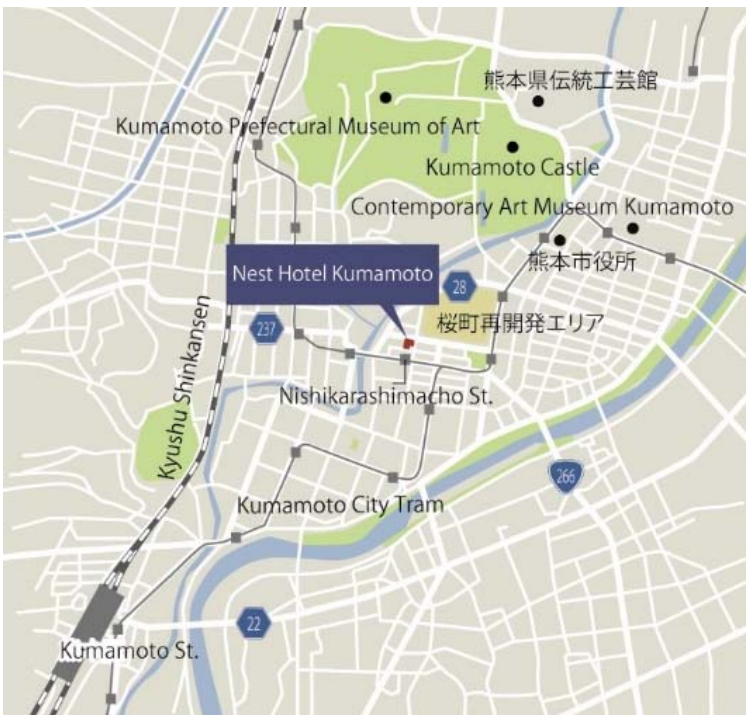 熊本県伝統工芸館
Kumamoto Prefectural Museum of Art
Kumamoto Castle
Contemporary Art Museum Kumamoto
熊本市役所
Nest Hotel Kumamoto
28
桜町再開発エリア
237
Kyushu Shinkansen
Nishikarashimacho St.
266
Kumamoto City Tram
22
Kumamoto St.